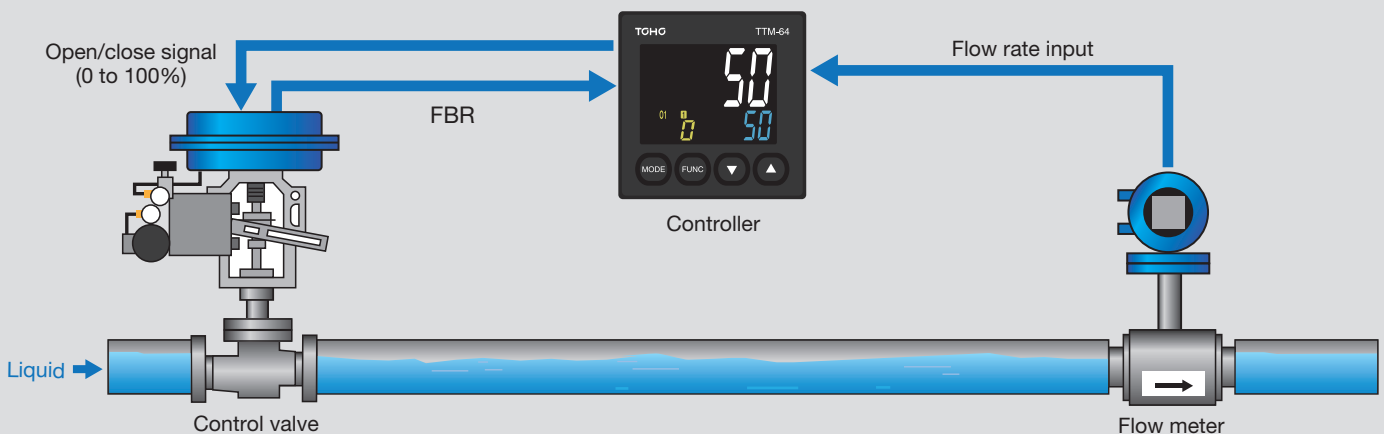 Open/close signal
(0 to 100%)
FBR
TOHO
TTM-64
50
01
1
0
50
MODE
FUNC
Controller
Flow rate input
Liquid
Control valve
Flow meter